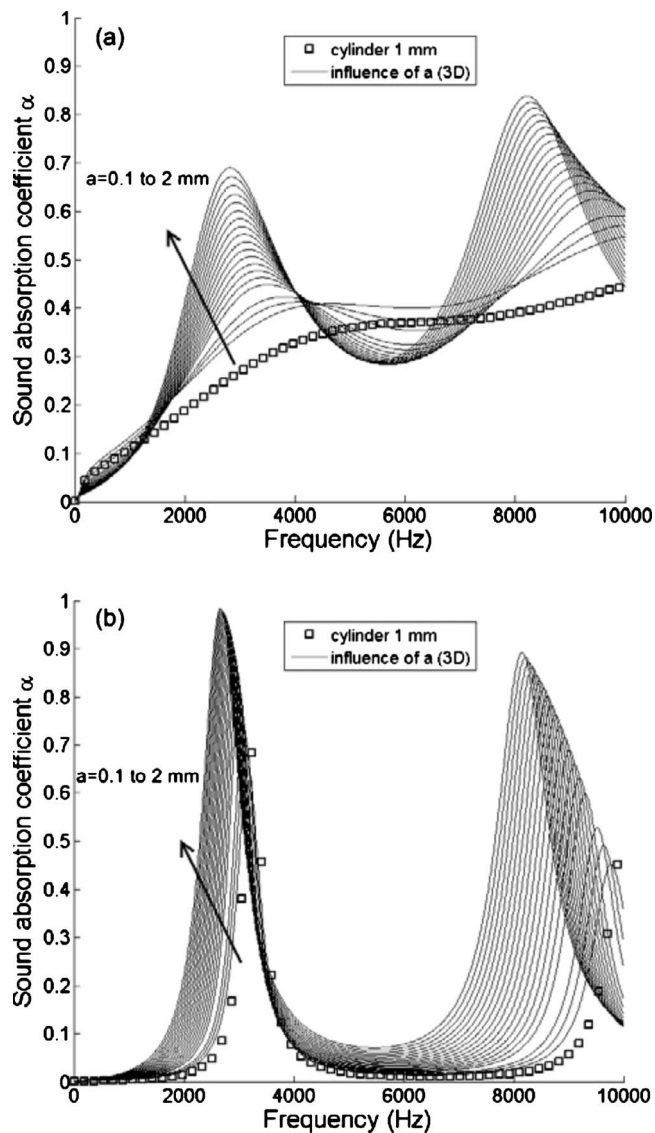 (a)
cylinder 1 mm
influence of a (3D)
a=0.1 to 2 mm
Sound absorption coefficient α
1
0.9
0.8
0.7
0.6
0.5
0.4
0.3
0.2
0.1
0
0 2000 4000 6000 8000 10000
Frequency (Hz)
(b)
cylinder 1 mm
influence of a (3D)
a=0.1 to 2 mm
Sound absorption coefficient α
1
0.9
0.8
0.7
0.6
0.5
0.4
0.3
0.2
0.1
0
0 2000 4000 6000 8000 10000
Frequency (Hz)